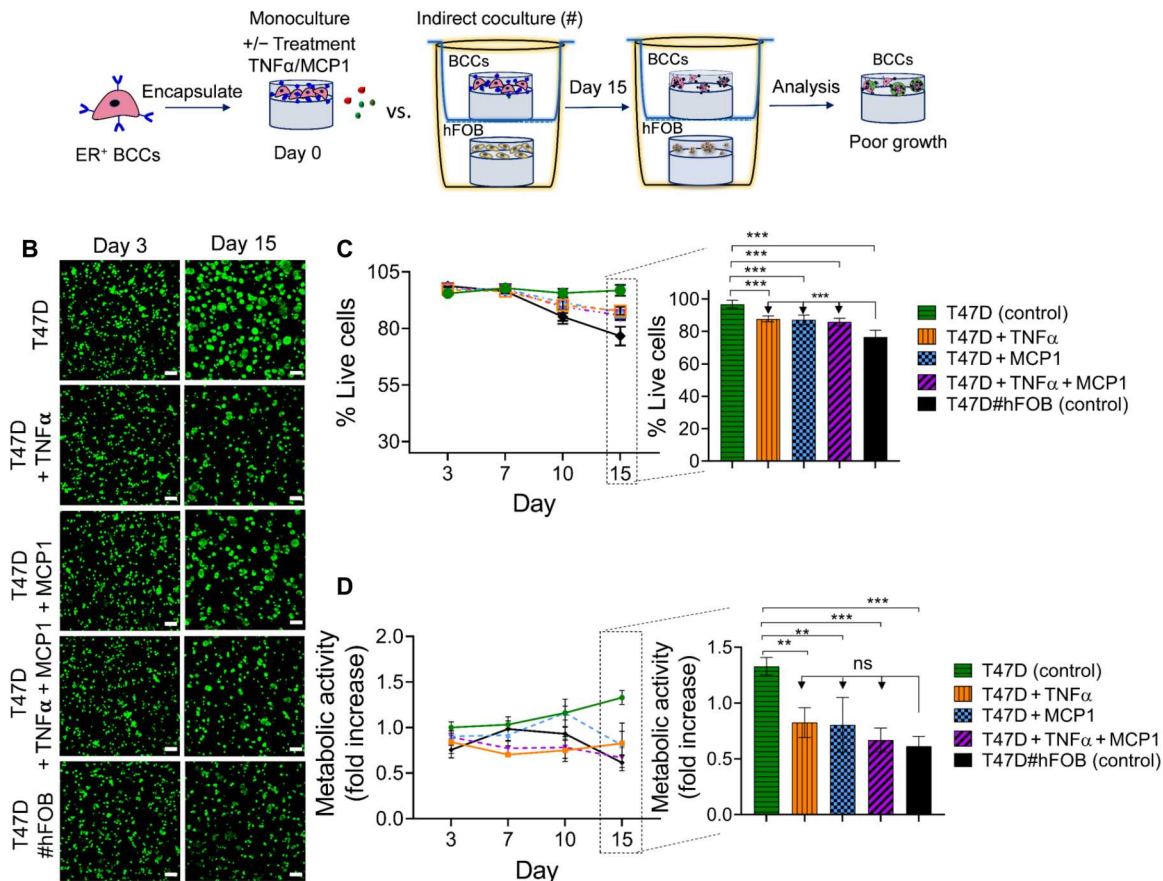 Monoculture
+/− Treatment
TNFα/MCP1
Indirect coculture (#)
ER⁺ BCCs
Encapsulate
Day 0
vs.
BCCs
hFOB
Day 15
BCCs
hFOB
Analysis
BCCs
Poor growth
B
Day 3
Day 15
T47D
T47D
+ TNFα
T47D
+ MCP1
T47D
+ TNFα + MCP1
T47D
#hFOB
C
% Live cells
105
80
55
30
3
7
10
15
Day
% Live cells
100
80
60
40
20
0
***
***
***
***
***
T47D (control)
T47D + TNFα
T47D + MCP1
T47D + TNFα + MCP1
T47D#hFOB (control)
D
Metabolic activity
(fold increase)
2.0
1.5
1.0
0.5
0.0
3
7
10
15
Day
Metabolic activity
(fold increase)
1.5
1.0
0.5
0.0
***
***
**
**
ns
T47D (control)
T47D + TNFα
T47D + MCP1
T47D + TNFα + MCP1
T47D#hFOB (control)